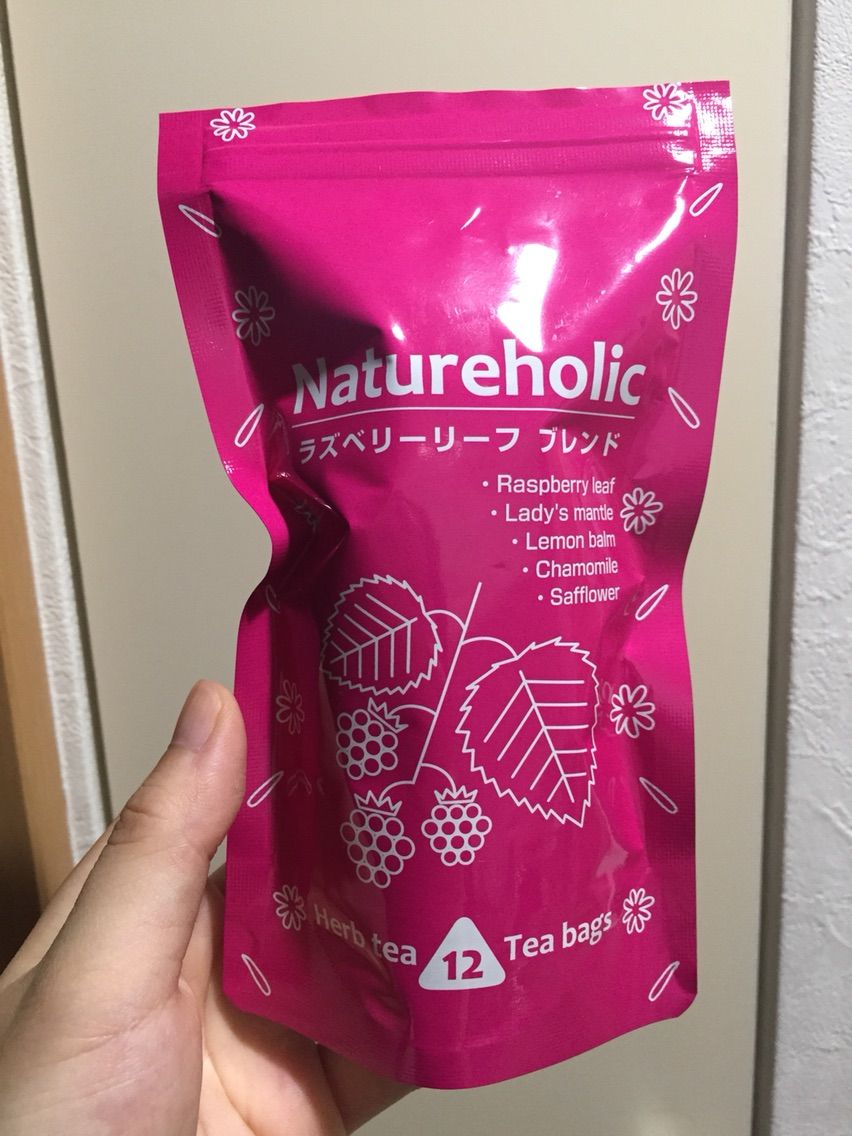 Natureholic
ラズベリーリーフ ブレンド
・Raspberry leaf
・Lady's mantle
・Lemon balm
・Chamomile
・Safflower
Herb tea 12 Tea bags